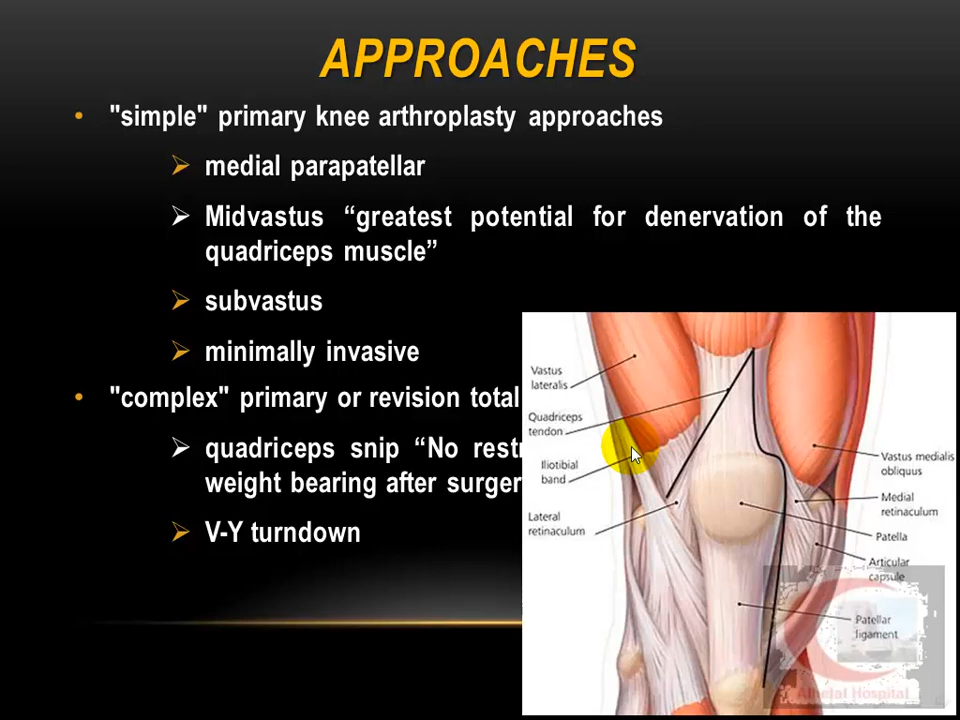 APPROACHES
• "simple" primary knee arthroplasty approaches
➢ medial parapatellar
➢ Midvastus “greatest potential for denervation of the
quadriceps muscle”
➢ subvastus
➢ minimally invasive
• "complex" primary or revision total
➢ quadriceps snip “No
weight bearing after
➢ V-Y turndown
Vastus
lateralis
Quadriceps
tendon
Iliotibial
band
Lateral
retinaculum
Vastus medialis
obliquus
Medial
retinaculum
Patella
Articular
capsule
Patellar
ligament
Alhelal Hospital